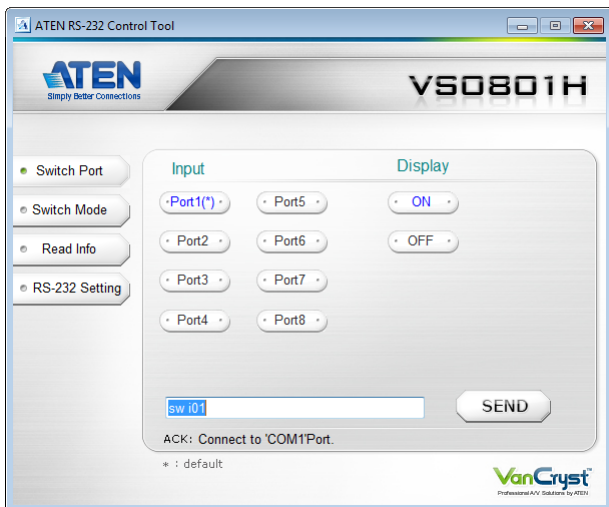 ATEN RS-232 Control Tool
ATEN
Simply Better Connections
VS0801H
Switch Port
Switch Mode
Read Info
RS-232 Setting
Input
Display
Port1(*)
Port5
ON
Port2
Port6
OFF
Port3
Port7
Port4
Port8
sw i01
SEND
ACK: Connect to 'COM1'Port.
* : default
VanCryst™
Professional A/V Solutions by ATEN